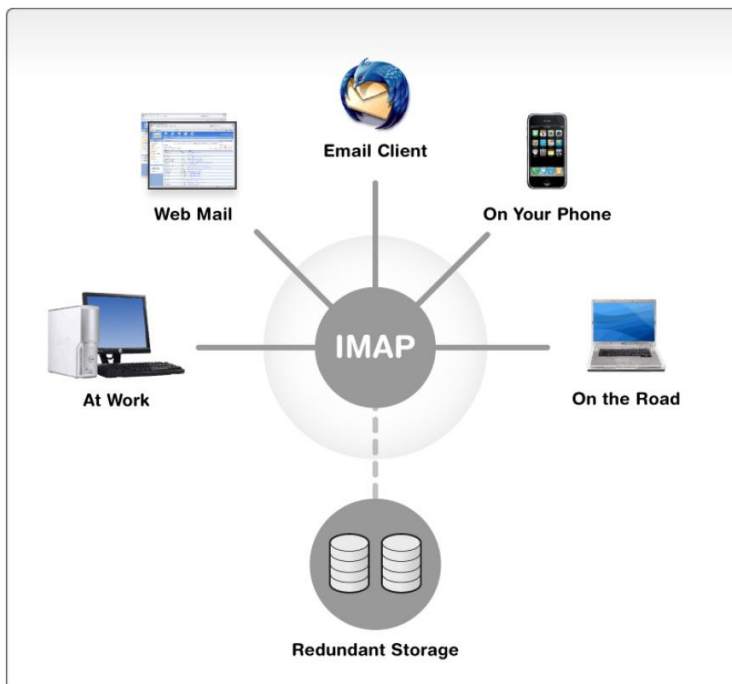 Email Client
Web Mail
On Your Phone
IMAP
At Work
On the Road
Redundant Storage